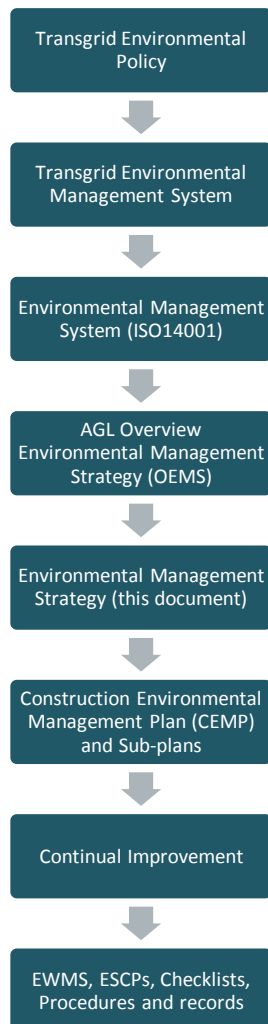 Transgrid Environmental
Policy
Transgrid Environmental
Management System
Environmental Management
System (ISO14001)
AGL Overview
Environmental Management
Strategy (OEMS)
Environmental Management
Strategy (this document)
Construction Environmental
Management Plan (CEMP)
and Sub-plans
Continual Improvement
EWMS, ESCPs, Checklists,
Procedures and records